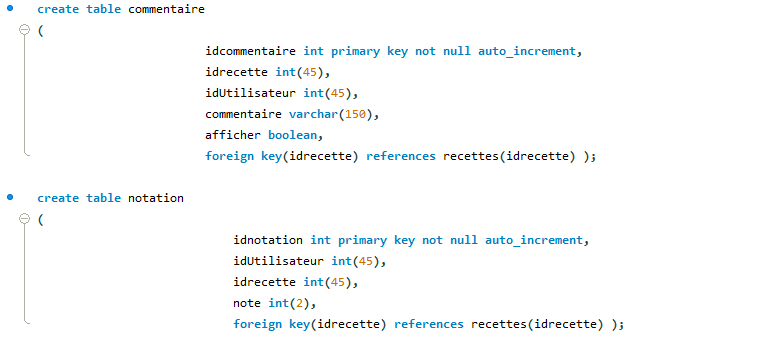 create table commentaire
(
idcommentaire int primary key not null auto_increment,
idrecette int(45),
idUtilisateur int(45),
commentaire varchar(150),
afficher boolean,
foreign key(idrecette) references recettes(idrecette) );
create table notation
(
idnotation int primary key not null auto_increment,
idUtilisateur int(45),
idrecette int(45),
note int(2),
foreign key(idrecette) references recettes(idrecette) );